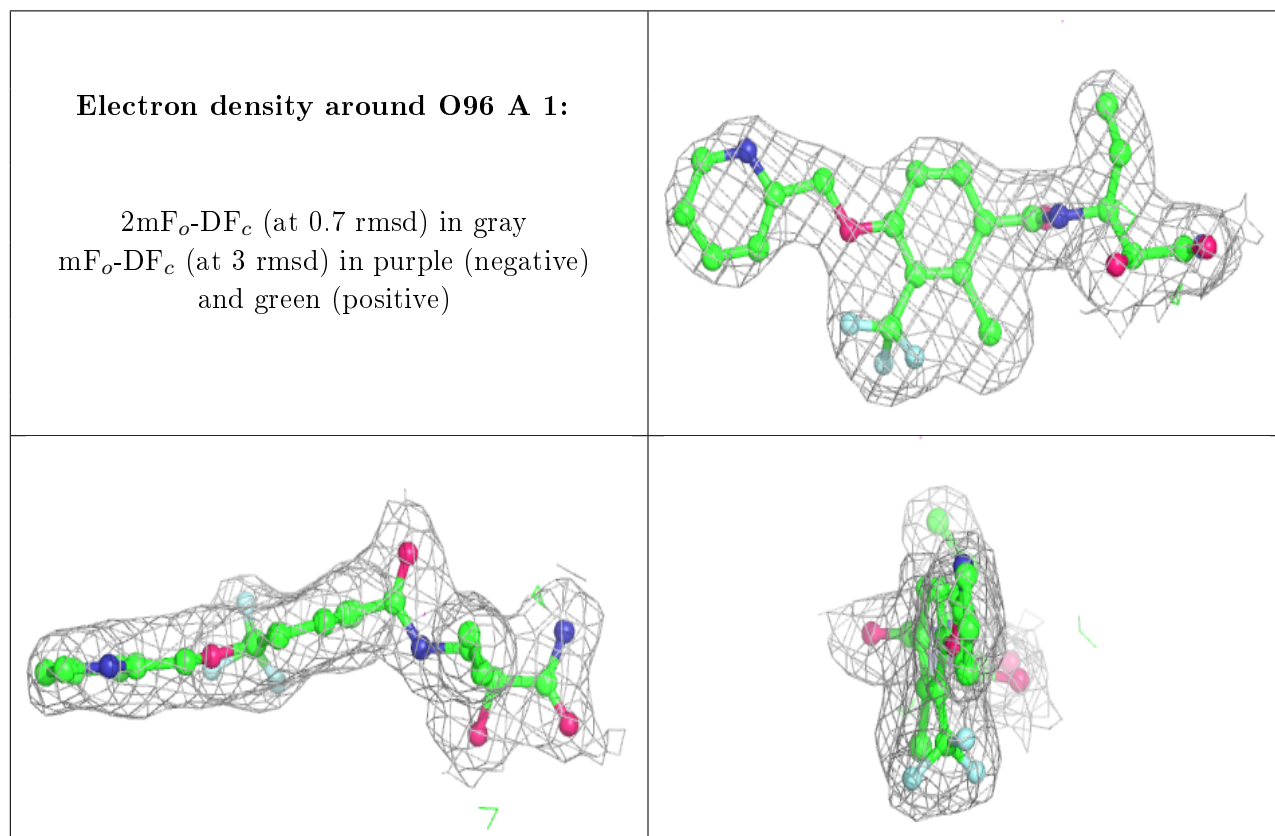 Electron density around O96 A 1:
2mFo-DFc (at 0.7 rmsd) in gray
mFo-DFc (at 3 rmsd) in purple (negative)
and green (positive)